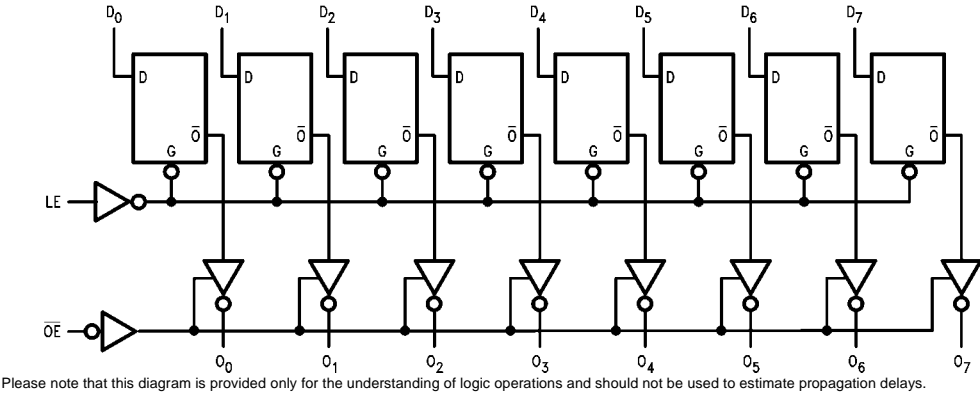 D₀ D₁ D₂ D₃ D₄ D₅ D₆ D₇
D D D D D D D D
O̅ O̅ O̅ O̅ O̅ O̅ O̅ O̅
G G G G G G G G
LE
O̅E̅
O₀ O₁ O₂ O₃ O₄ O₅ O₆ O₇
Please note that this diagram is provided only for the understanding of logic operations and should not be used to estimate propagation delays.